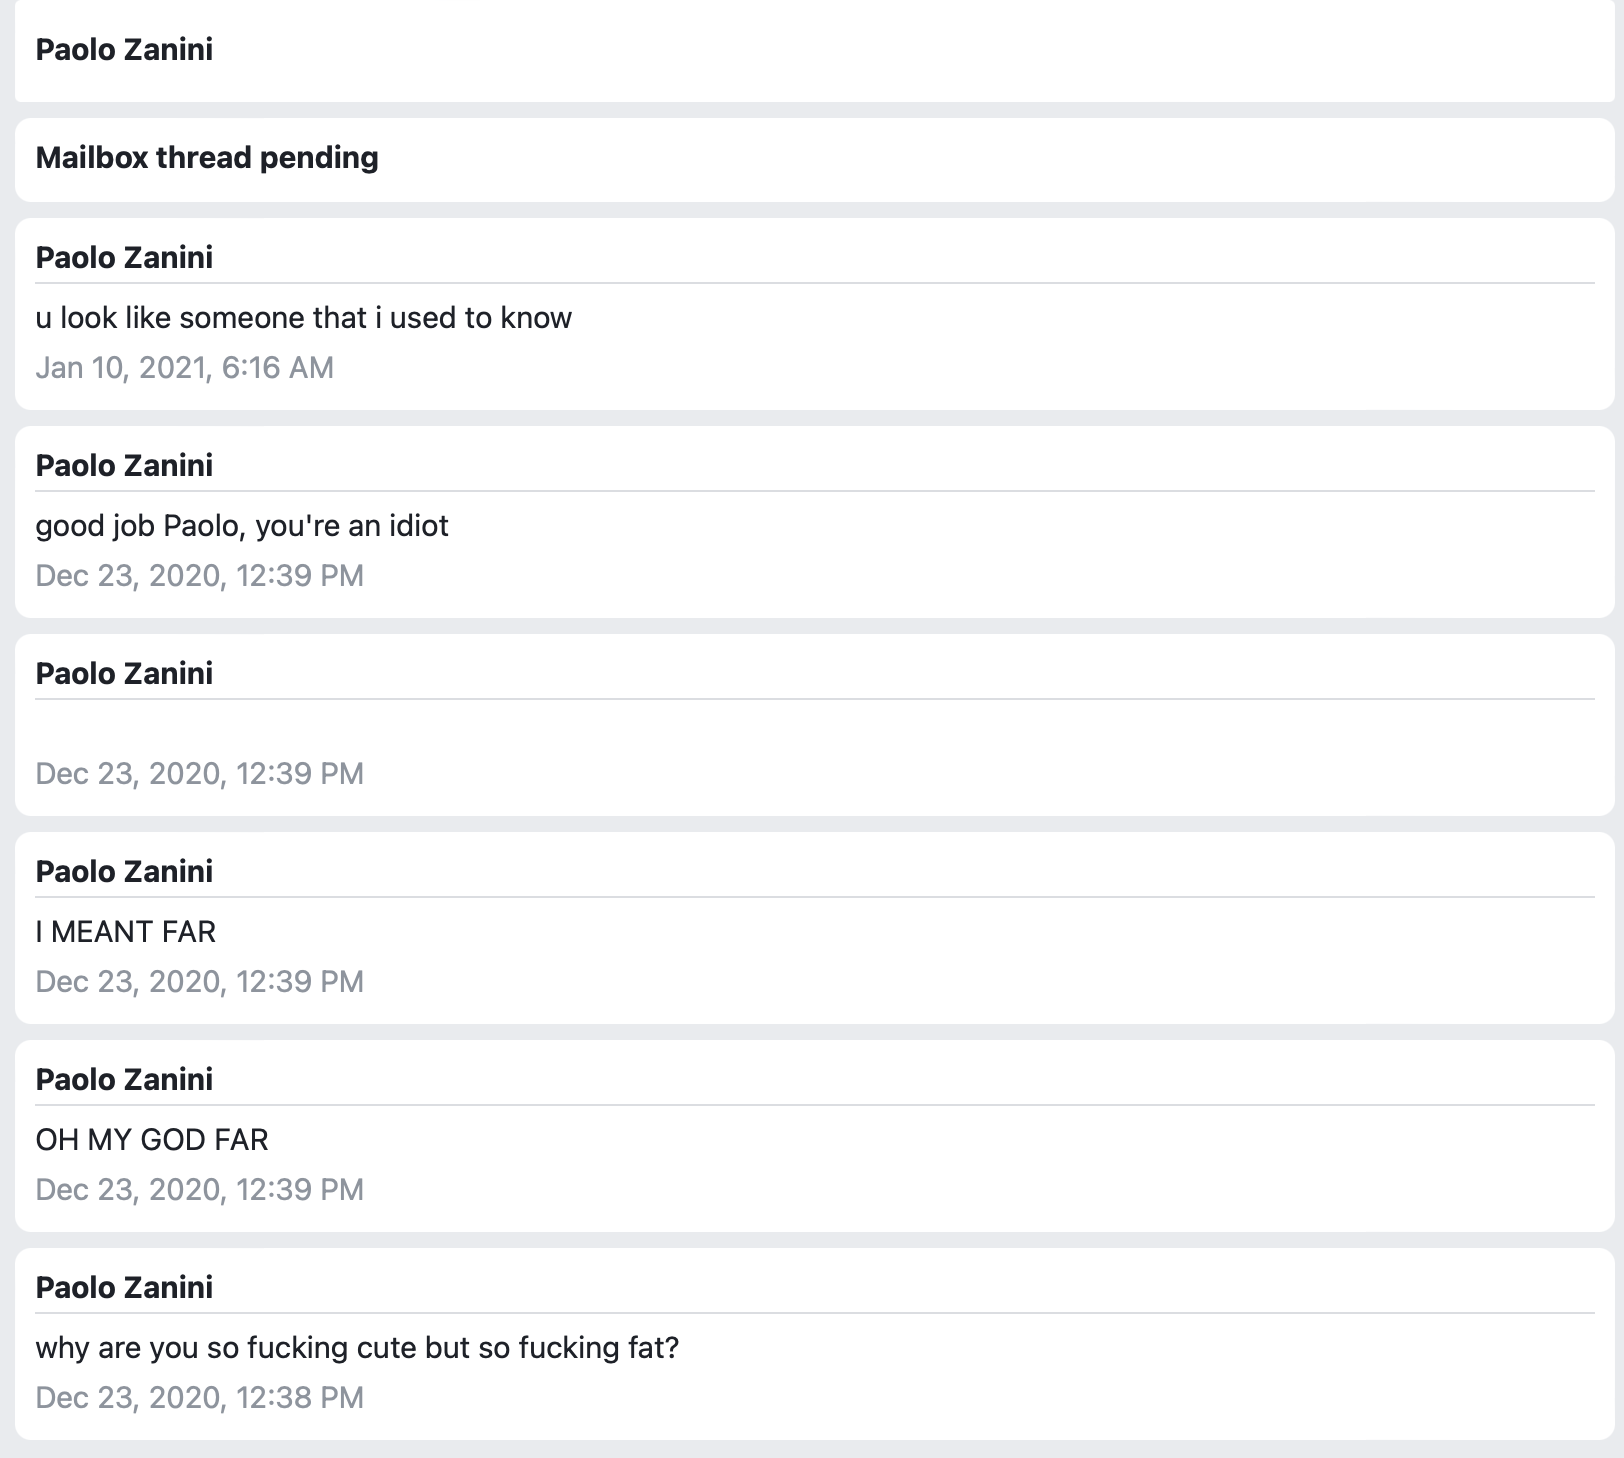 Paolo Zanini
Mailbox thread pending
Paolo Zanini
u look like someone that i used to know
Jan 10, 2021, 6:16 AM
Paolo Zanini
good job Paolo, you're an idiot
Dec 23, 2020, 12:39 PM
Paolo Zanini
Dec 23, 2020, 12:39 PM
Paolo Zanini
I MEANT FAR
Dec 23, 2020, 12:39 PM
Paolo Zanini
OH MY GOD FAR
Dec 23, 2020, 12:39 PM
Paolo Zanini
why are you so fucking cute but so fucking fat?
Dec 23, 2020, 12:38 PM